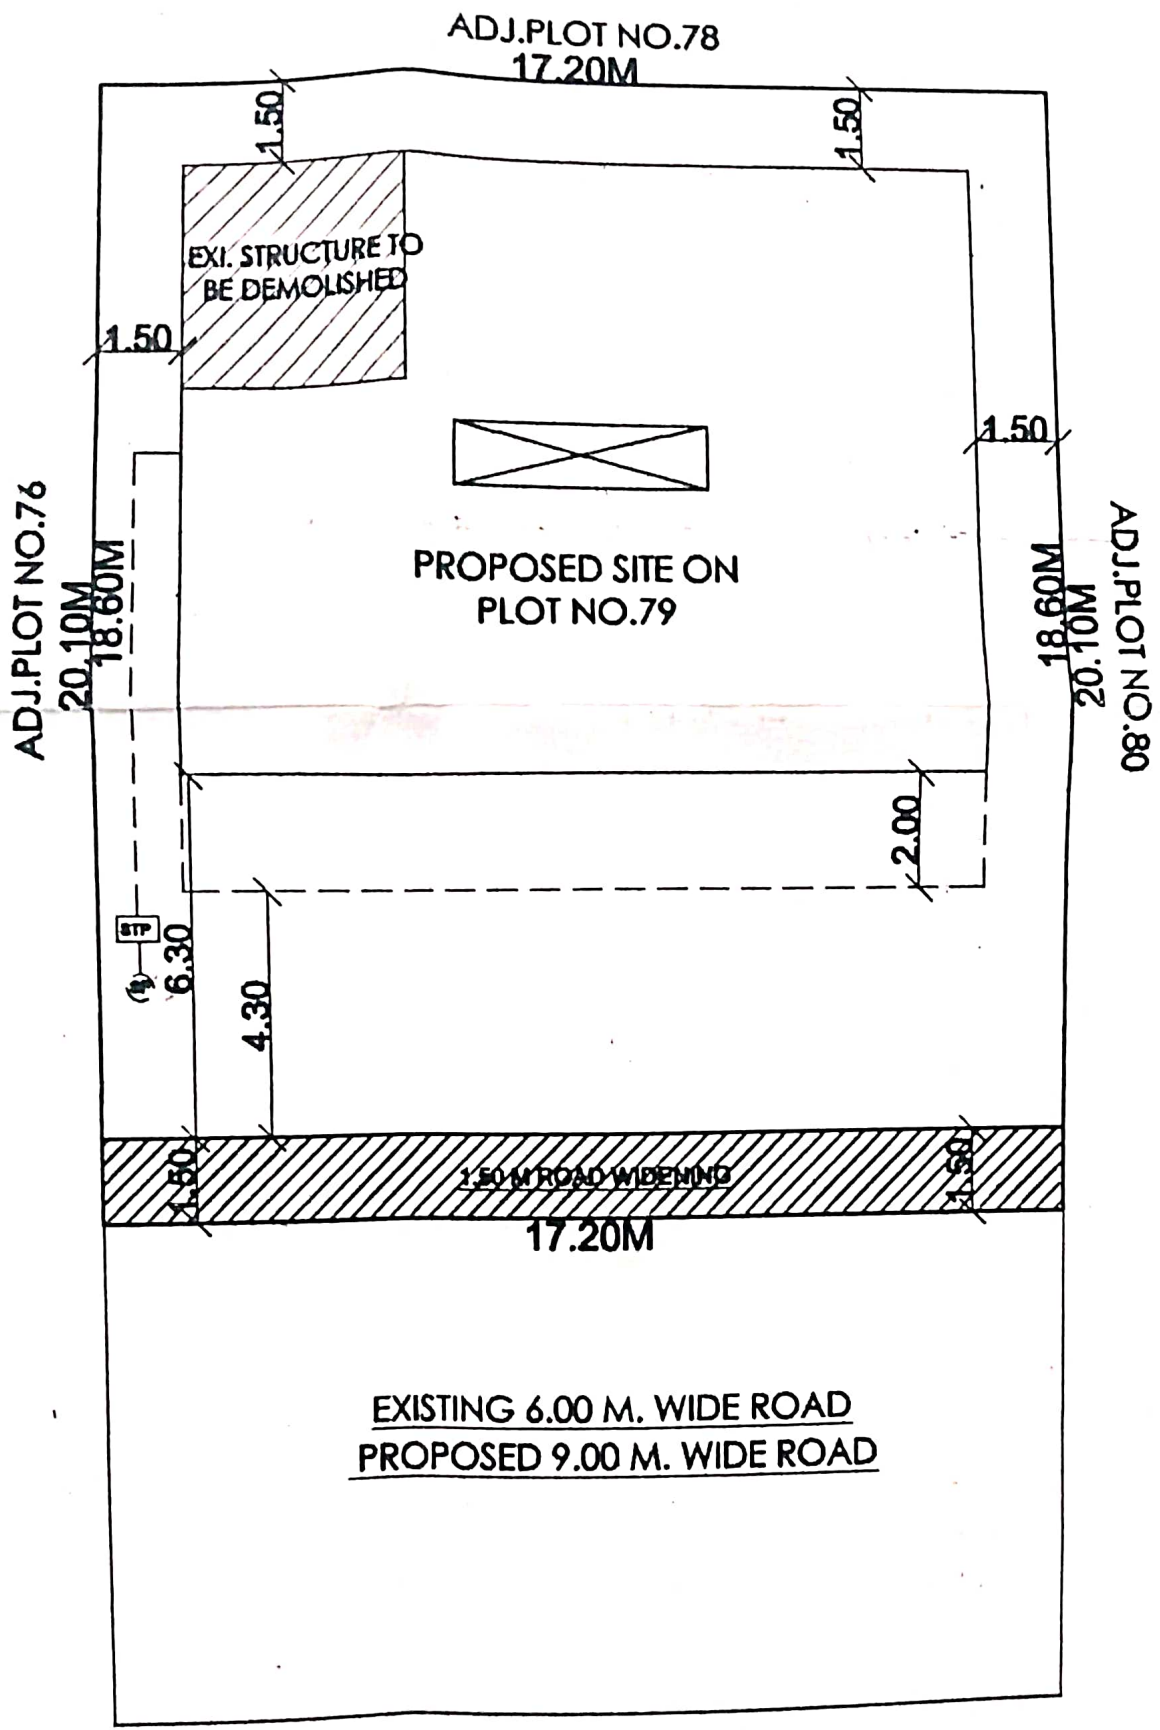 ADJ.PLOT NO.78
17.20M
1.50
1.50
EXI. STRUCTURE TO
BE DEMOLISHED
1.50
1.50
ADJ.PLOT NO.76
20.10M
18.60M
PROPOSED SITE ON
PLOT NO.79
18.60M
20.10M
ADJ.PLOT NO.80
2.00
STP
6.30
4.30
1.50
1.50 M ROAD WIDENING
1.50
17.20M
EXISTING 6.00 M. WIDE ROAD
PROPOSED 9.00 M. WIDE ROAD